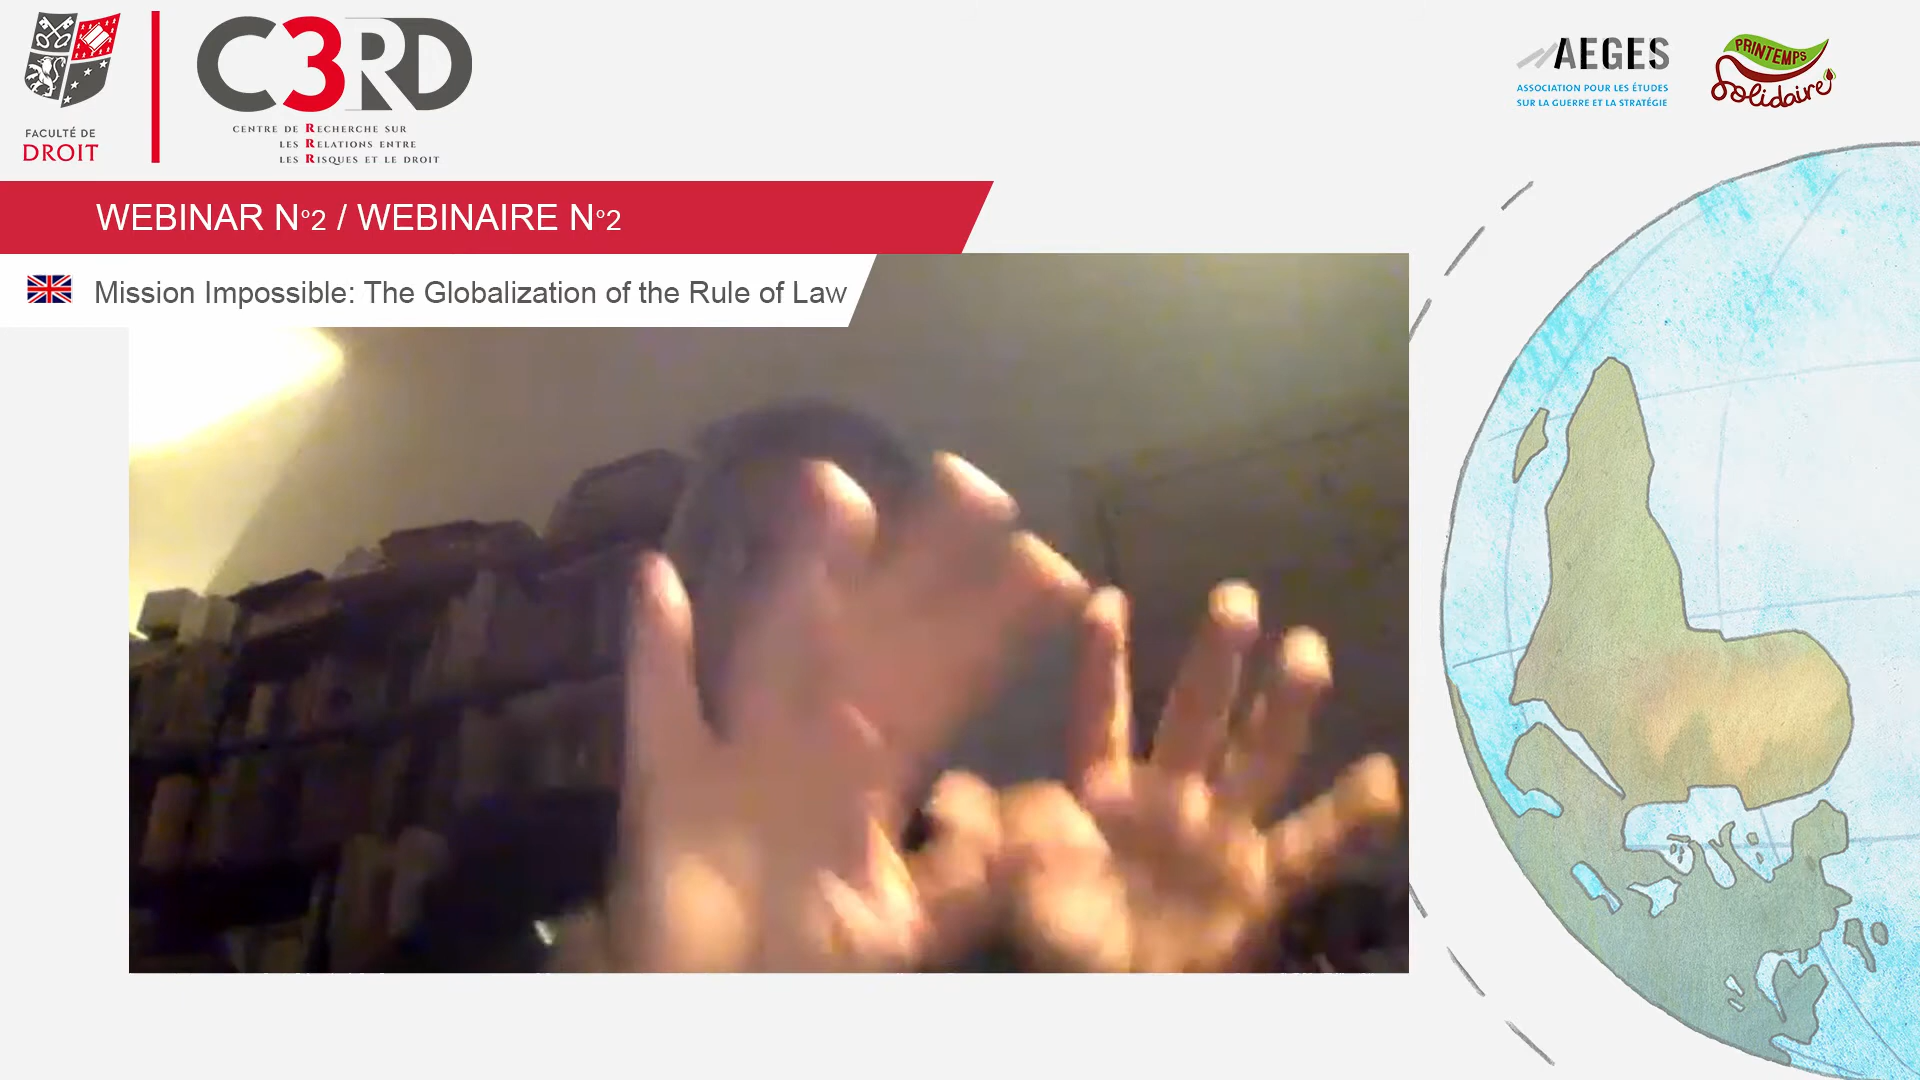 C3RD
FACULTÉ DE
DROIT
CENTRE DE RECHERCHE SUR
LES RELATIONS ENTRE
LES RISQUES ET LE DROIT
AEGES
ASSOCIATION POUR LES ÉTUDES
SUR LA GUERRE ET LA STRATÉGIE
PRINTEMPS
Solidaire
WEBINAR N°2 / WEBINAIRE N°2
Mission Impossible: The Globalization of the Rule of Law